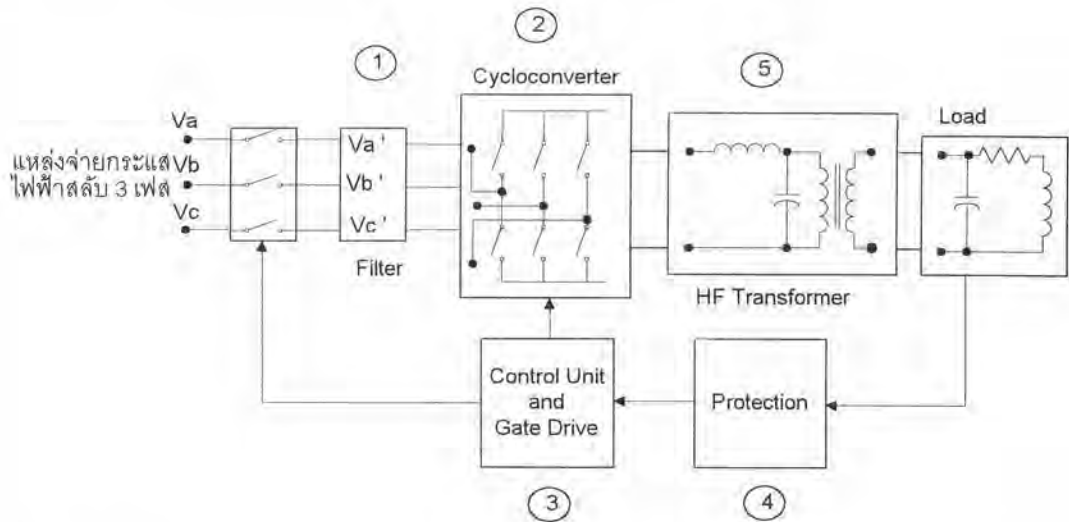 1
2
5
Cycloconverter
Load
Va
Va '
แหล่งจ่ายกระแส
ไฟฟ้าสลับ 3 เฟส
Vb
Vb '
Vc
Vc '
Filter
HF Transformer
Control Unit
and
Gate Drive
Protection
3
4